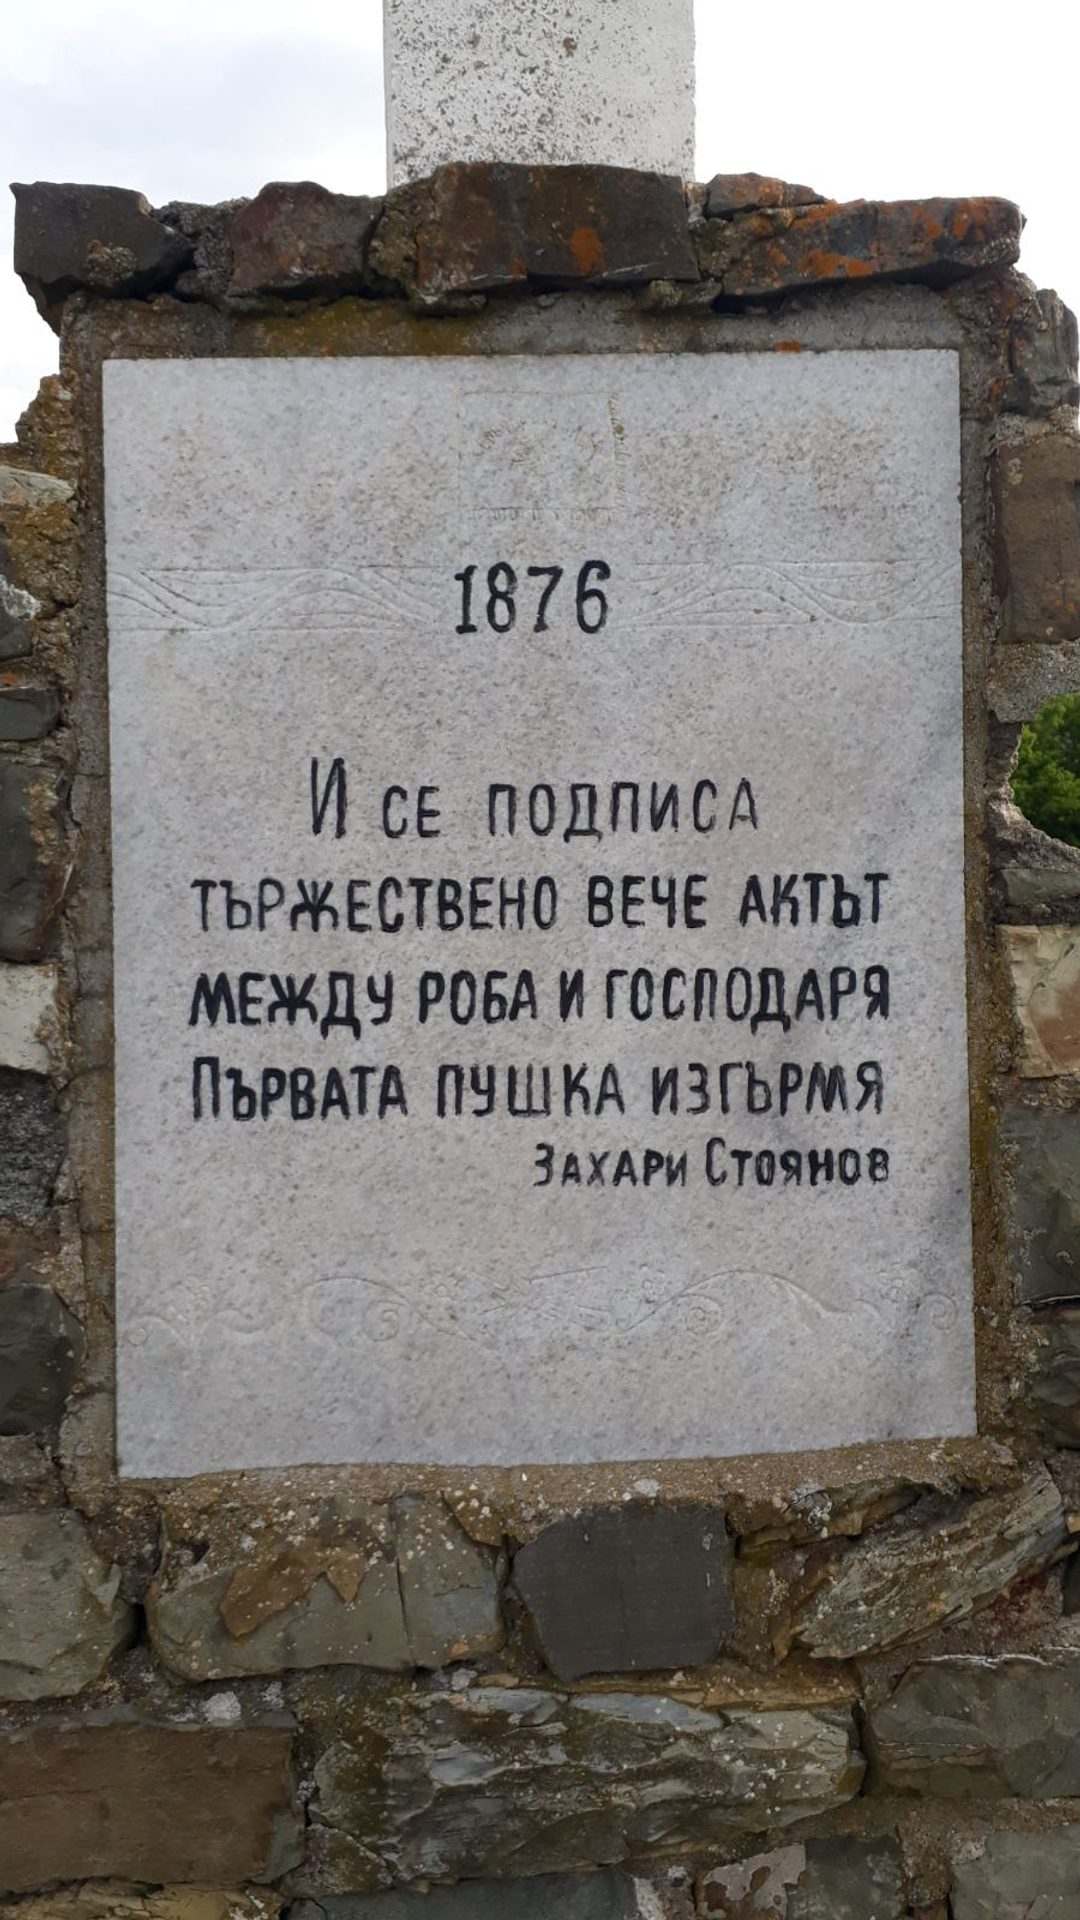 1876
И СЕ ПОДПИСА
ТЪРЖЕСТВЕНО ВЕЧЕ АКТЪТ
МЕЖДУ РОБА И ГОСПОДАРЯ
ПЪРВАТА ПУШКА ИЗГЪРМЯ
ЗАХАРИ СТОЯНОВ